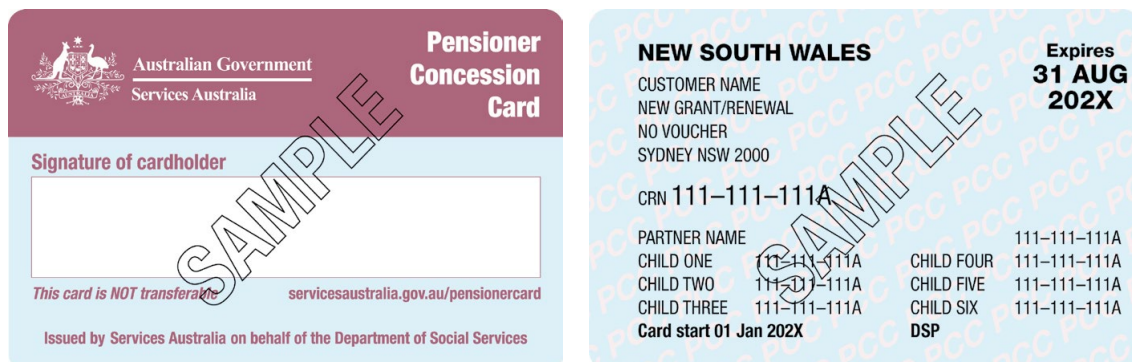 Australian Government
Services Australia
Pensioner
Concession
Card
Signature of cardholder
SAMPLE
This card is NOT transferable
servicesaustralia.gov.au/pensionercard
Issued by Services Australia on behalf of the Department of Social Services
NEW SOUTH WALES
Expires
31 AUG
202X
CUSTOMER NAME
NEW GRANT/RENEWAL
NO VOUCHER
SYDNEY NSW 2000
CRN 111–111–111A
SAMPLE
PARTNER NAME 111–111–111A
CHILD ONE 111–111–111A CHILD FOUR 111–111–111A
CHILD TWO 111–111–111A CHILD FIVE 111–111–111A
CHILD THREE 111–111–111A CHILD SIX 111–111–111A
Card start 01 Jan 202X DSP
PCC PCC PCC